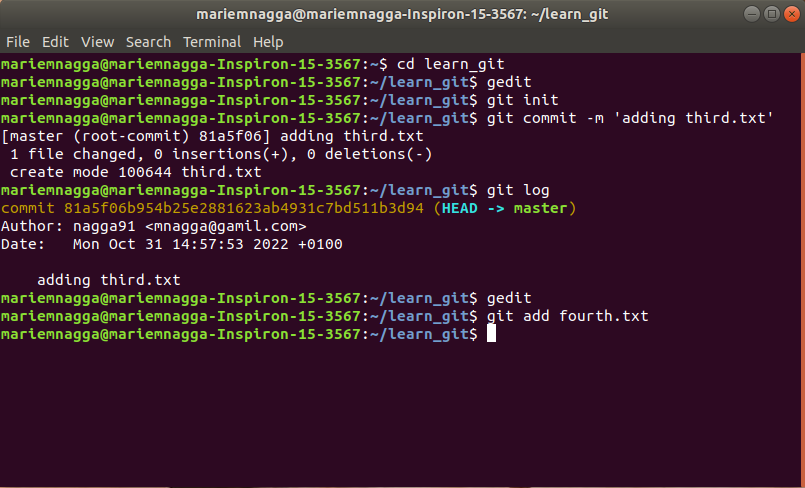 mariemnagga@mariemnagga-Inspiron-15-3567: ~/learn_git
File Edit View Search Terminal Help
mariemnagga@mariemnagga-Inspiron-15-3567:~$ cd learn_git
mariemnagga@mariemnagga-Inspiron-15-3567:~/learn_git$ gedit
mariemnagga@mariemnagga-Inspiron-15-3567:~/learn_git$ git init
mariemnagga@mariemnagga-Inspiron-15-3567:~/learn_git$ git commit -m 'adding third.txt'
[master (root-commit) 81a5f06] adding third.txt
 1 file changed, 0 insertions(+), 0 deletions(-)
 create mode 100644 third.txt
mariemnagga@mariemnagga-Inspiron-15-3567:~/learn_git$ git log
commit 81a5f06b954b25e2881623ab4931c7bd511b3d94 (HEAD -> master)
Author: nagga91 <mnagga@gamil.com>
Date:   Mon Oct 31 14:57:53 2022 +0100
    adding third.txt
mariemnagga@mariemnagga-Inspiron-15-3567:~/learn_git$ gedit
mariemnagga@mariemnagga-Inspiron-15-3567:~/learn_git$ git add fourth.txt
mariemnagga@mariemnagga-Inspiron-15-3567:~/learn_git$